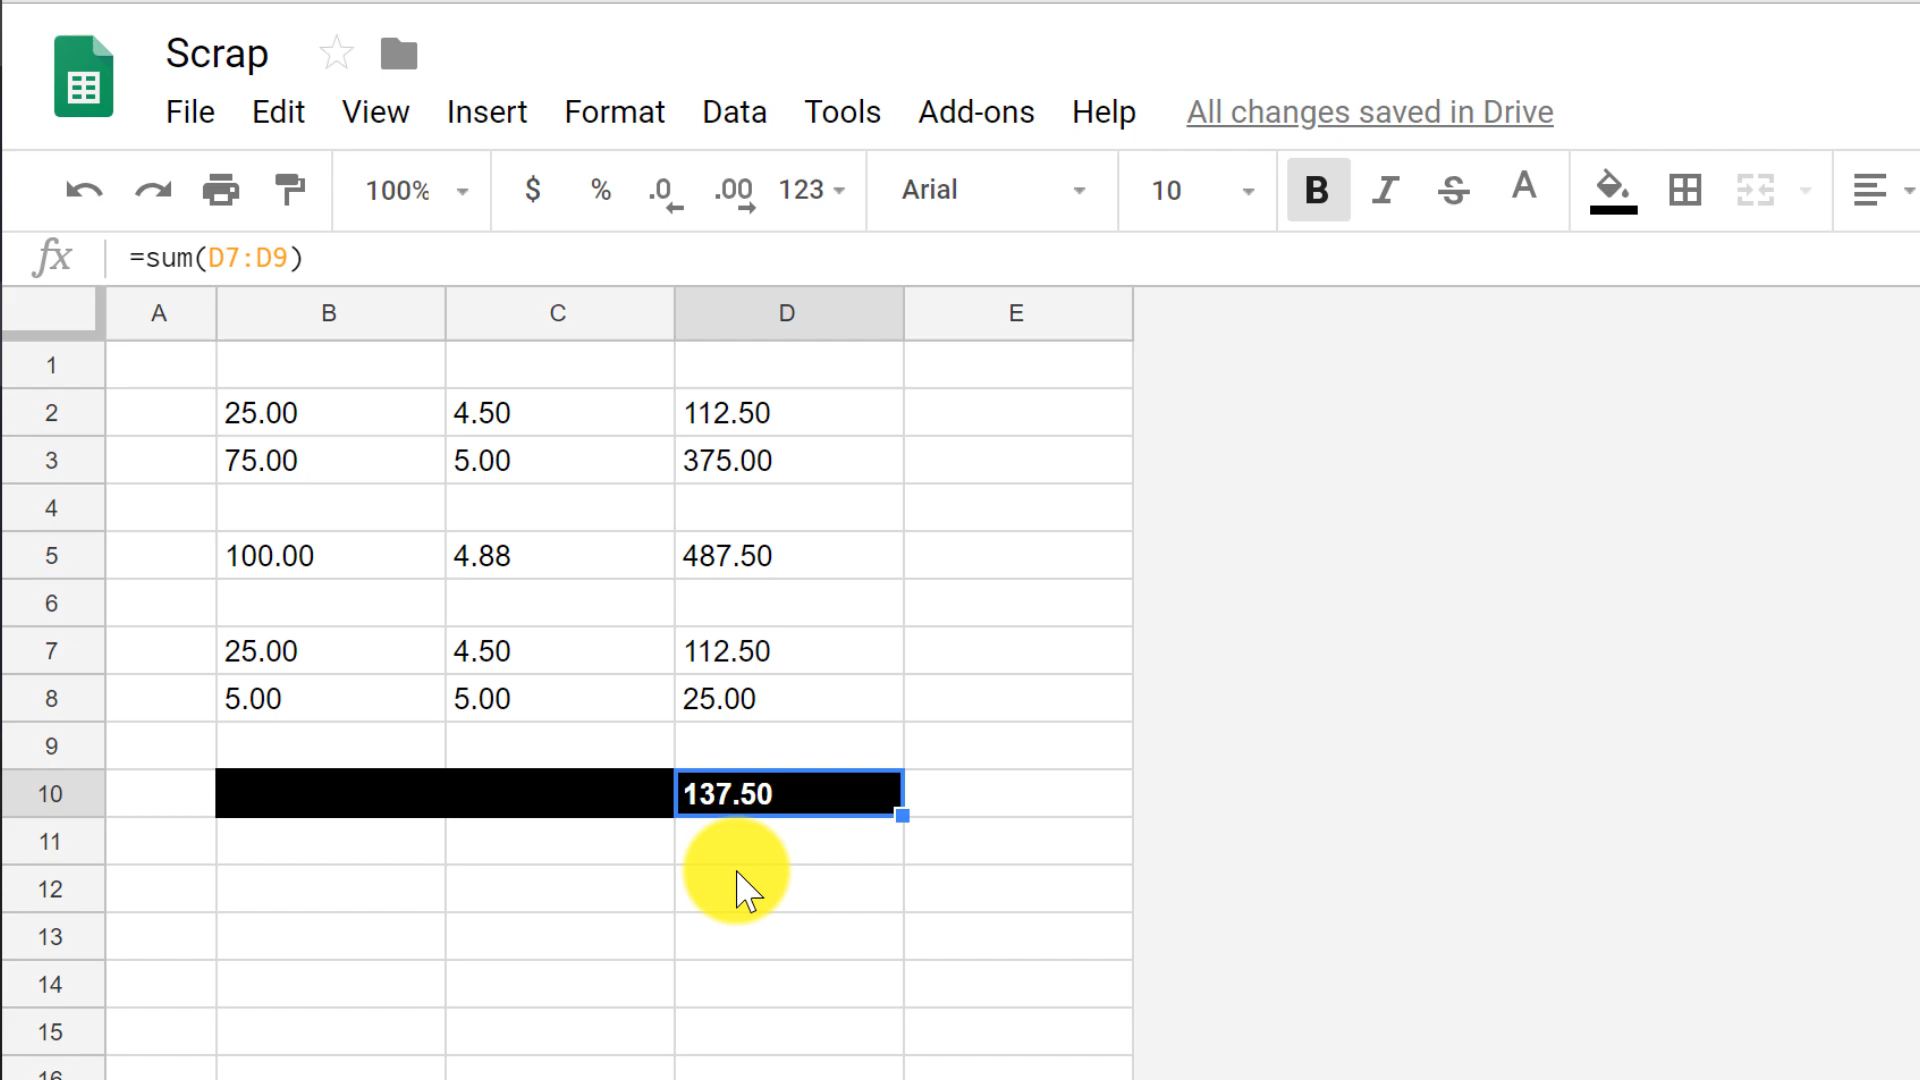 Scrap
File Edit View Insert Format Data Tools Add-ons Help All changes saved in Drive
100% $ % .0 .00 123 Arial 10 B I S A
fx =sum(D7:D9)
A B C D E
1
2 25.00 4.50 112.50
3 75.00 5.00 375.00
4
5 100.00 4.88 487.50
6
7 25.00 4.50 112.50
8 5.00 5.00 25.00
9
10 137.50
11
12
13
14
15
16